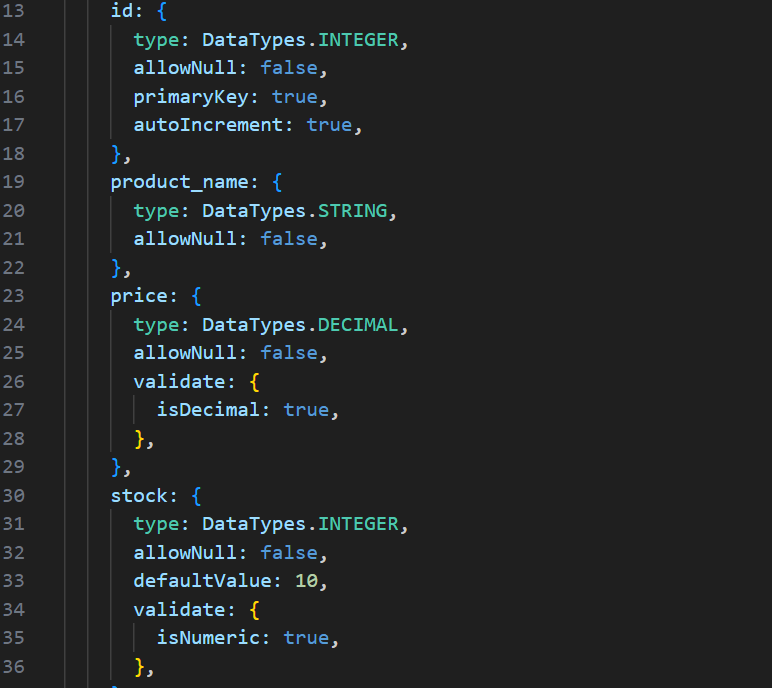 13 id: {
14 type: DataTypes.INTEGER,
15 allowNull: false,
16 primaryKey: true,
17 autoIncrement: true,
18 },
19 product_name: {
20 type: DataTypes.STRING,
21 allowNull: false,
22 },
23 price: {
24 type: DataTypes.DECIMAL,
25 allowNull: false,
26 validate: {
27 isDecimal: true,
28 },
29 },
30 stock: {
31 type: DataTypes.INTEGER,
32 allowNull: false,
33 defaultValue: 10,
34 validate: {
35 isNumeric: true,
36 },